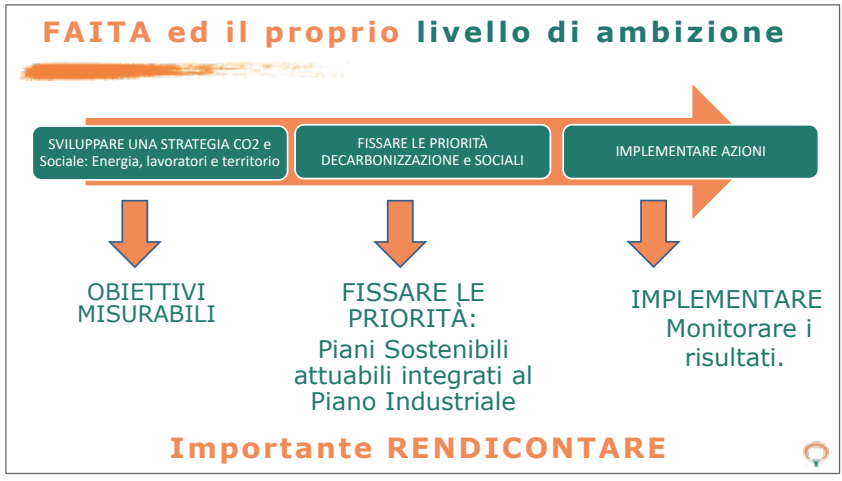 FAITA ed il proprio livello di ambizione
SVILUPPARE UNA STRATEGIA CO2 e
Sociale: Energia, lavoratori e territorio
FISSARE LE PRIORITÀ
DECARBONIZZAZIONE e SOCIALI
IMPLEMENTARE AZIONI
OBIETTIVI
MISURABILI
FISSARE LE
PRIORITÀ:
Piani Sostenibili
attuabili integrati al
Piano Industriale
IMPLEMENTARE
Monitorare i
risultati.
Importante RENDICONTARE